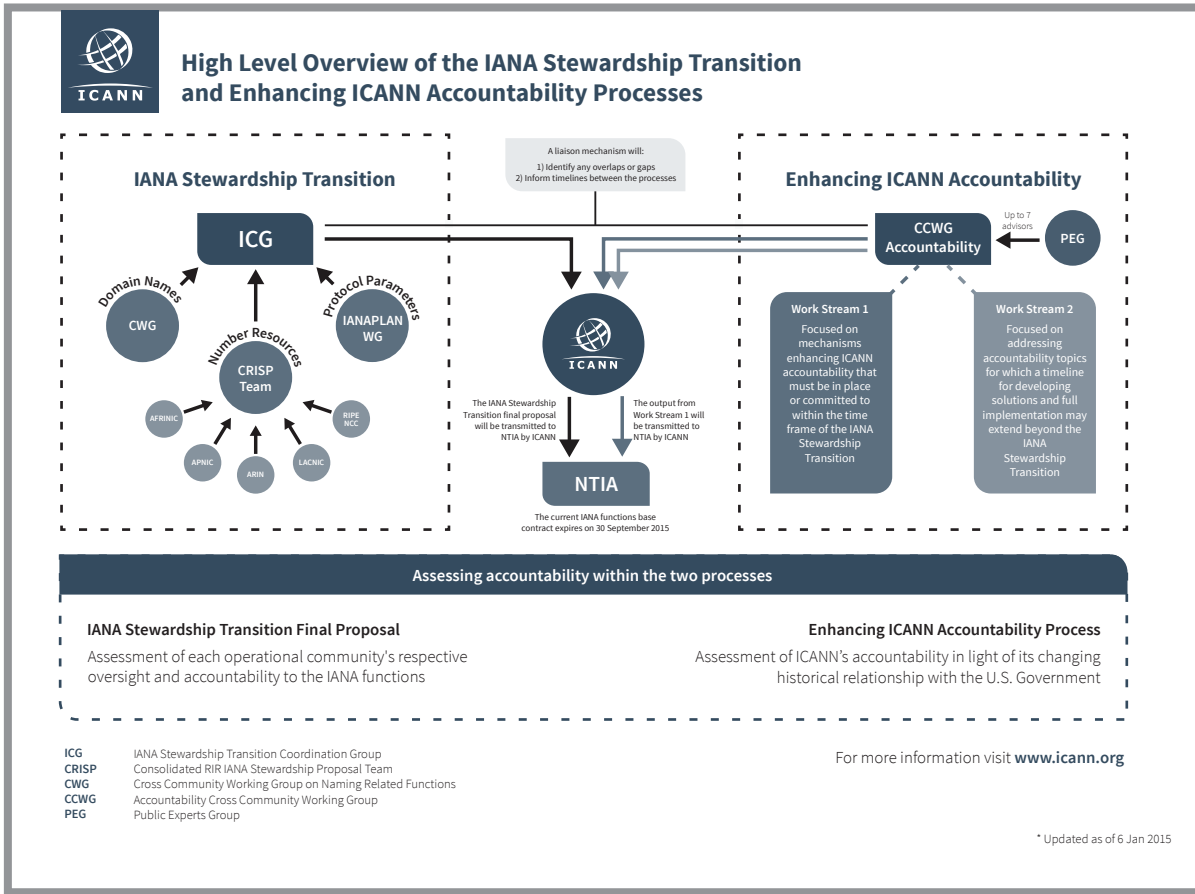 ICANN
High Level Overview of the IANA Stewardship Transition
and Enhancing ICANN Accountability Processes
IANA Stewardship Transition
ICG
Domain Names
CWG
Number Resources
CRISP
Team
Protocol Parameters
IANAPLAN
WG
AFRINIC
APNIC
ARIN
LACNIC
RIPE
NCC
A liaison mechanism will:
1) Identify any overlaps or gaps
2) Inform timelines between the processes
ICANN
The IANA Stewardship
Transition final proposal
will be transmitted to
NTIA by ICANN
The output from
Work Stream 1 will
be transmitted to
NTIA by ICANN
NTIA
The current IANA functions base
contract expires on 30 September 2015
Enhancing ICANN Accountability
CCWG
Accountability
Up to 7
advisors
PEG
Work Stream 1
Focused on
mechanisms
enhancing ICANN
accountability that
must be in place
or committed to
within the time
frame of the IANA
Stewardship
Transition
Work Stream 2
Focused on
addressing
accountability topics
for which a timeline
for developing
solutions and full
implementation may
extend beyond the
IANA
Stewardship
Transition
Assessing accountability within the two processes
IANA Stewardship Transition Final Proposal
Assessment of each operational community's respective
oversight and accountability to the IANA functions
Enhancing ICANN Accountability Process
Assessment of ICANN’s accountability in light of its changing
historical relationship with the U.S. Government
ICG IANA Stewardship Transition Coordination Group
CRISP Consolidated RIR IANA Stewardship Proposal Team
CWG Cross Community Working Group on Naming Related Functions
CCWG Accountability Cross Community Working Group
PEG Public Experts Group
For more information visit www.icann.org
* Updated as of 6 Jan 2015